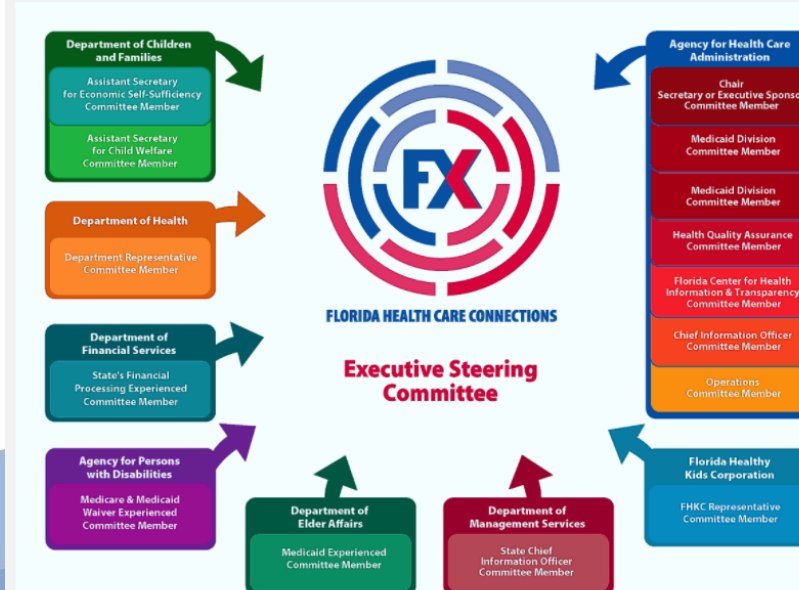 Department of Children
and Families
Assistant Secretary
for Economic Self-Sufficiency
Committee Member
Assistant Secretary
for Child Welfare
Committee Member
Department of Health
Department Representative
Committee Member
Department of
Financial Services
State's Financial
Processing Experienced
Committee Member
Agency for Persons
with Disabilities
Medicare & Medicaid
Waiver Experienced
Committee Member
FX
FLORIDA HEALTH CARE CONNECTIONS
Executive Steering
Committee
Department of
Elder Affairs
Medicaid Experienced
Committee Member
Department of
Management Services
State Chief
Information Officer
Committee Member
Agency for Health Care
Administration
Chair
Secretary or Executive Sponso
Committee Member
Medicaid Division
Committee Member
Medicaid Division
Committee Member
Health Quality Assurance
Committee Member
Florida Center for Health
Information & Transparency
Committee Member
Chief Information Officer
Committee Member
Operations
Committee Member
Florida Healthy
Kids Corporation
FHKC Representative
Committee Member